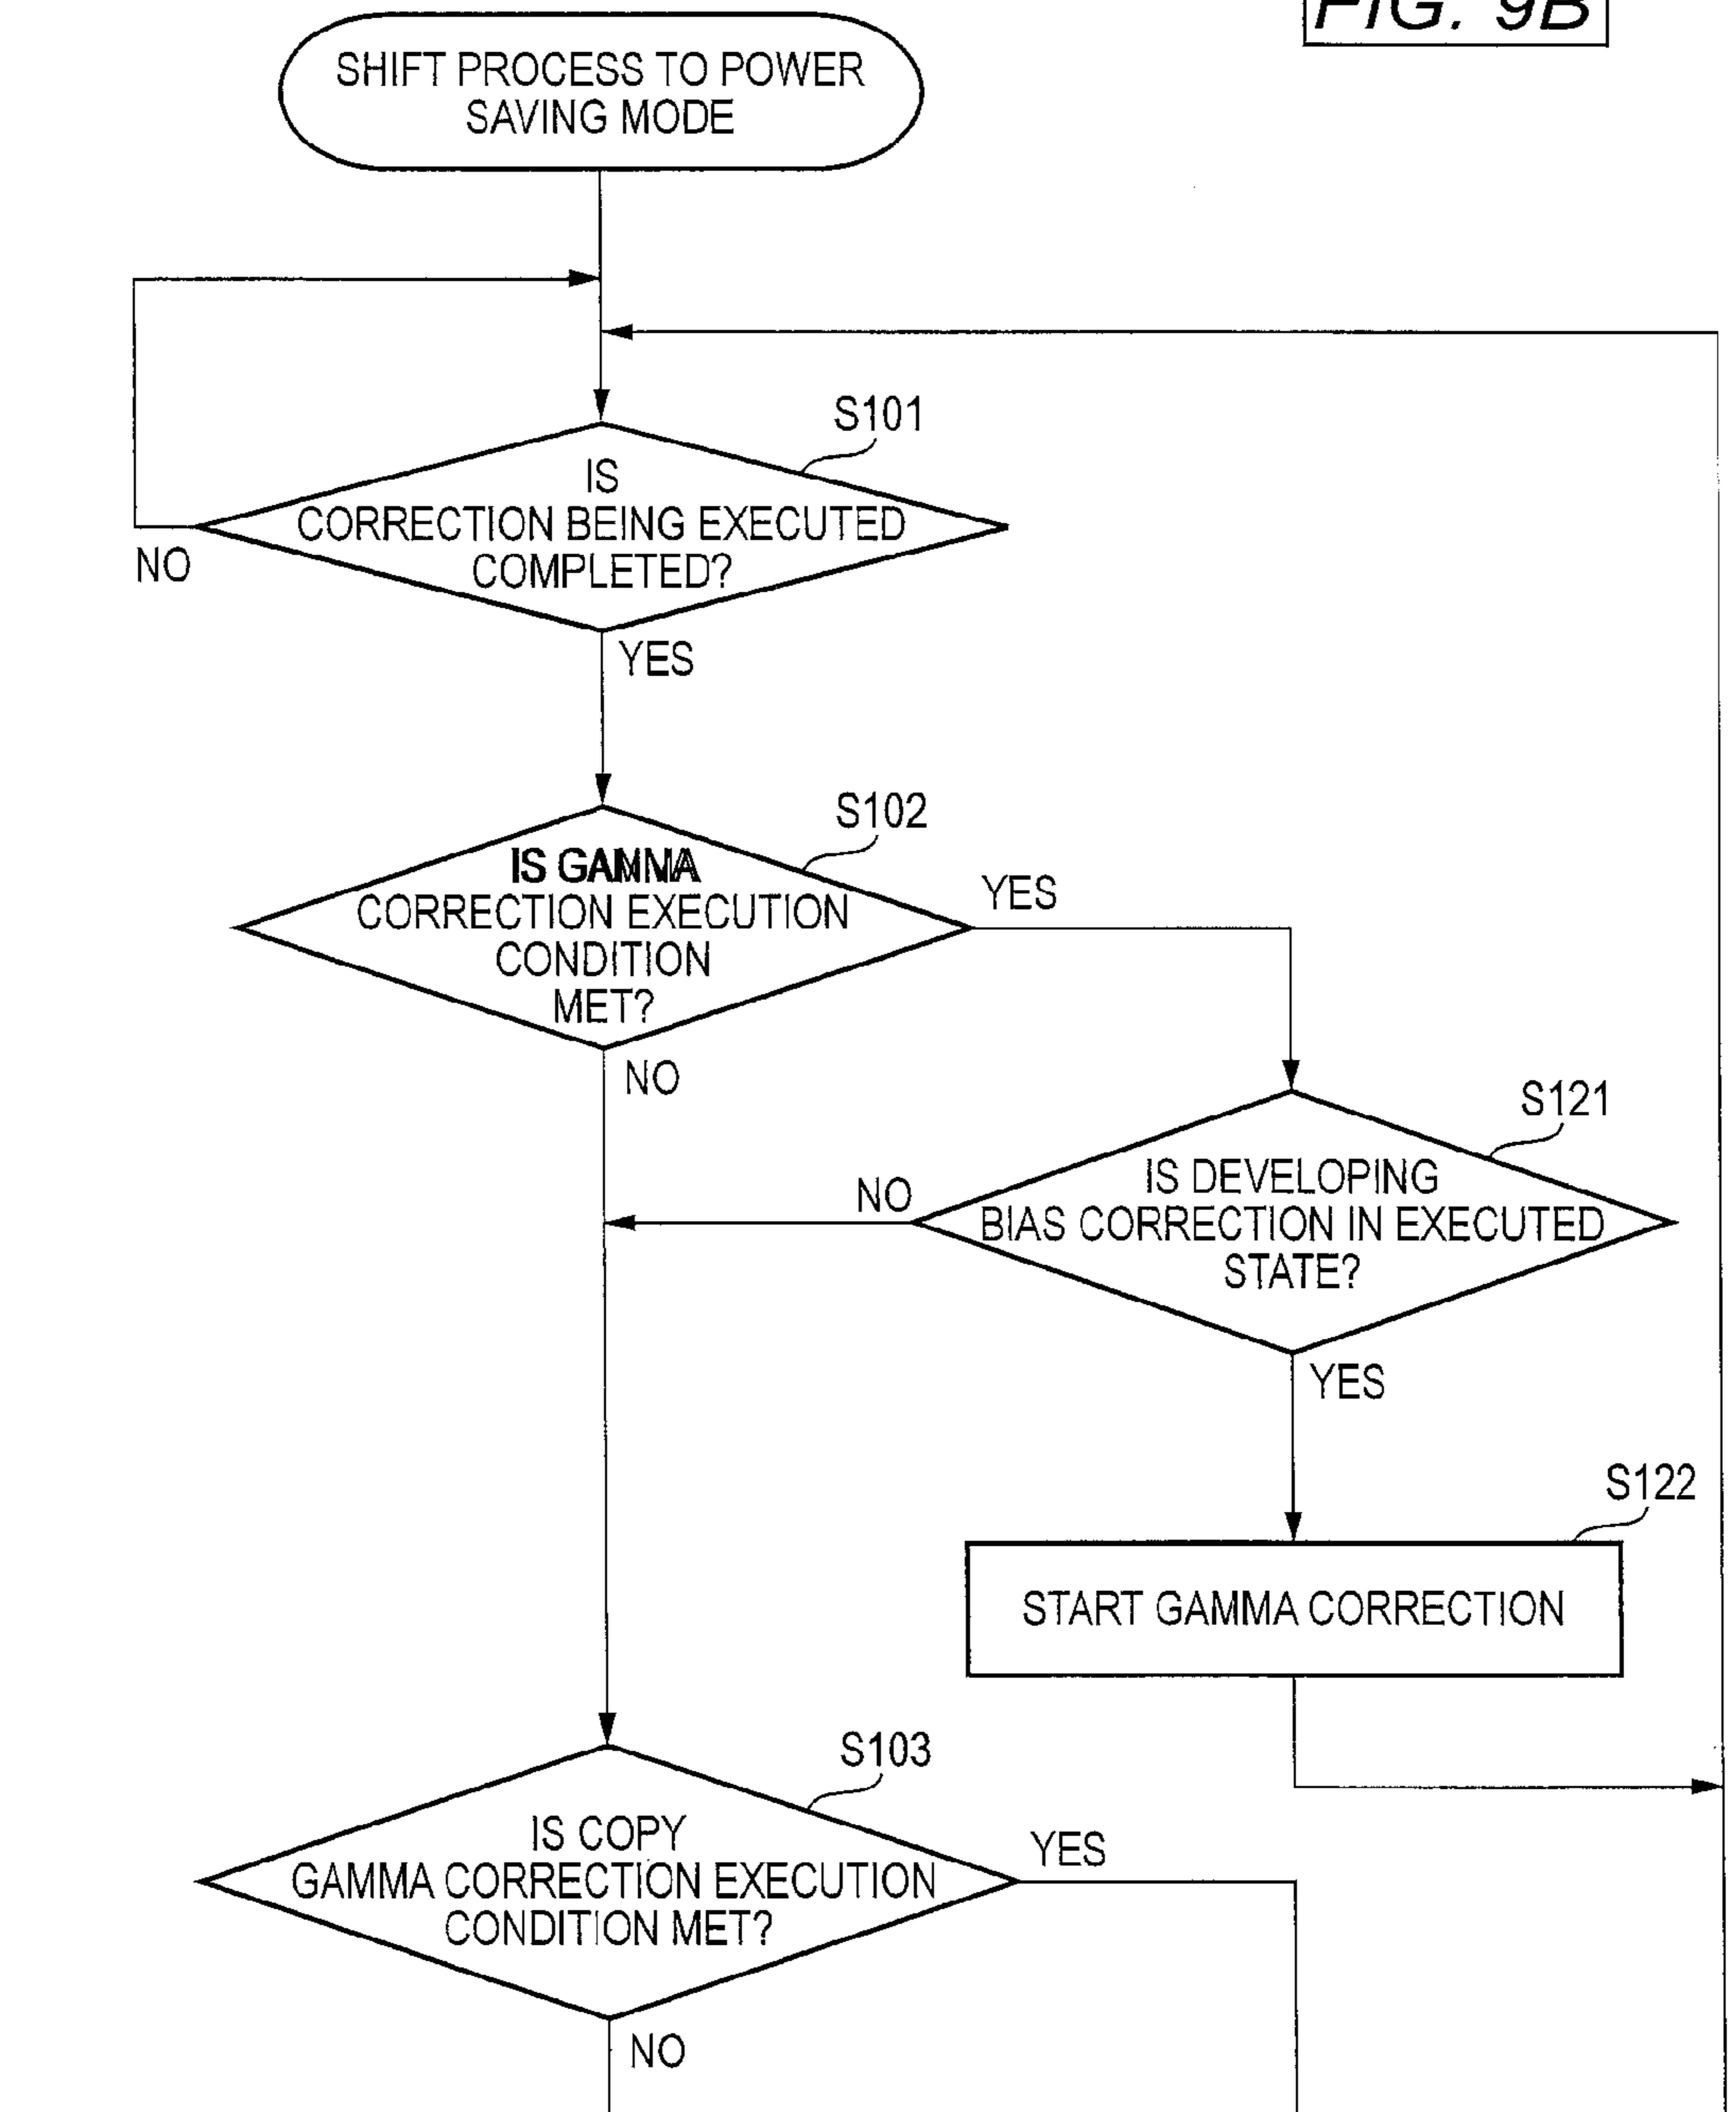 FIG. 9B
SHIFT PROCESS TO POWER
SAVING MODE
S101
IS
CORRECTION BEING EXECUTED
COMPLETED?
NO
YES
S102
IS GAMMA
CORRECTION EXECUTION
CONDITION
MET?
YES
NO
S121
IS DEVELOPING
BIAS CORRECTION IN EXECUTED
STATE?
NO
YES
S122
START GAMMA CORRECTION
S103
IS COPY
GAMMA CORRECTION EXECUTION
CONDITION MET?
YES
NO